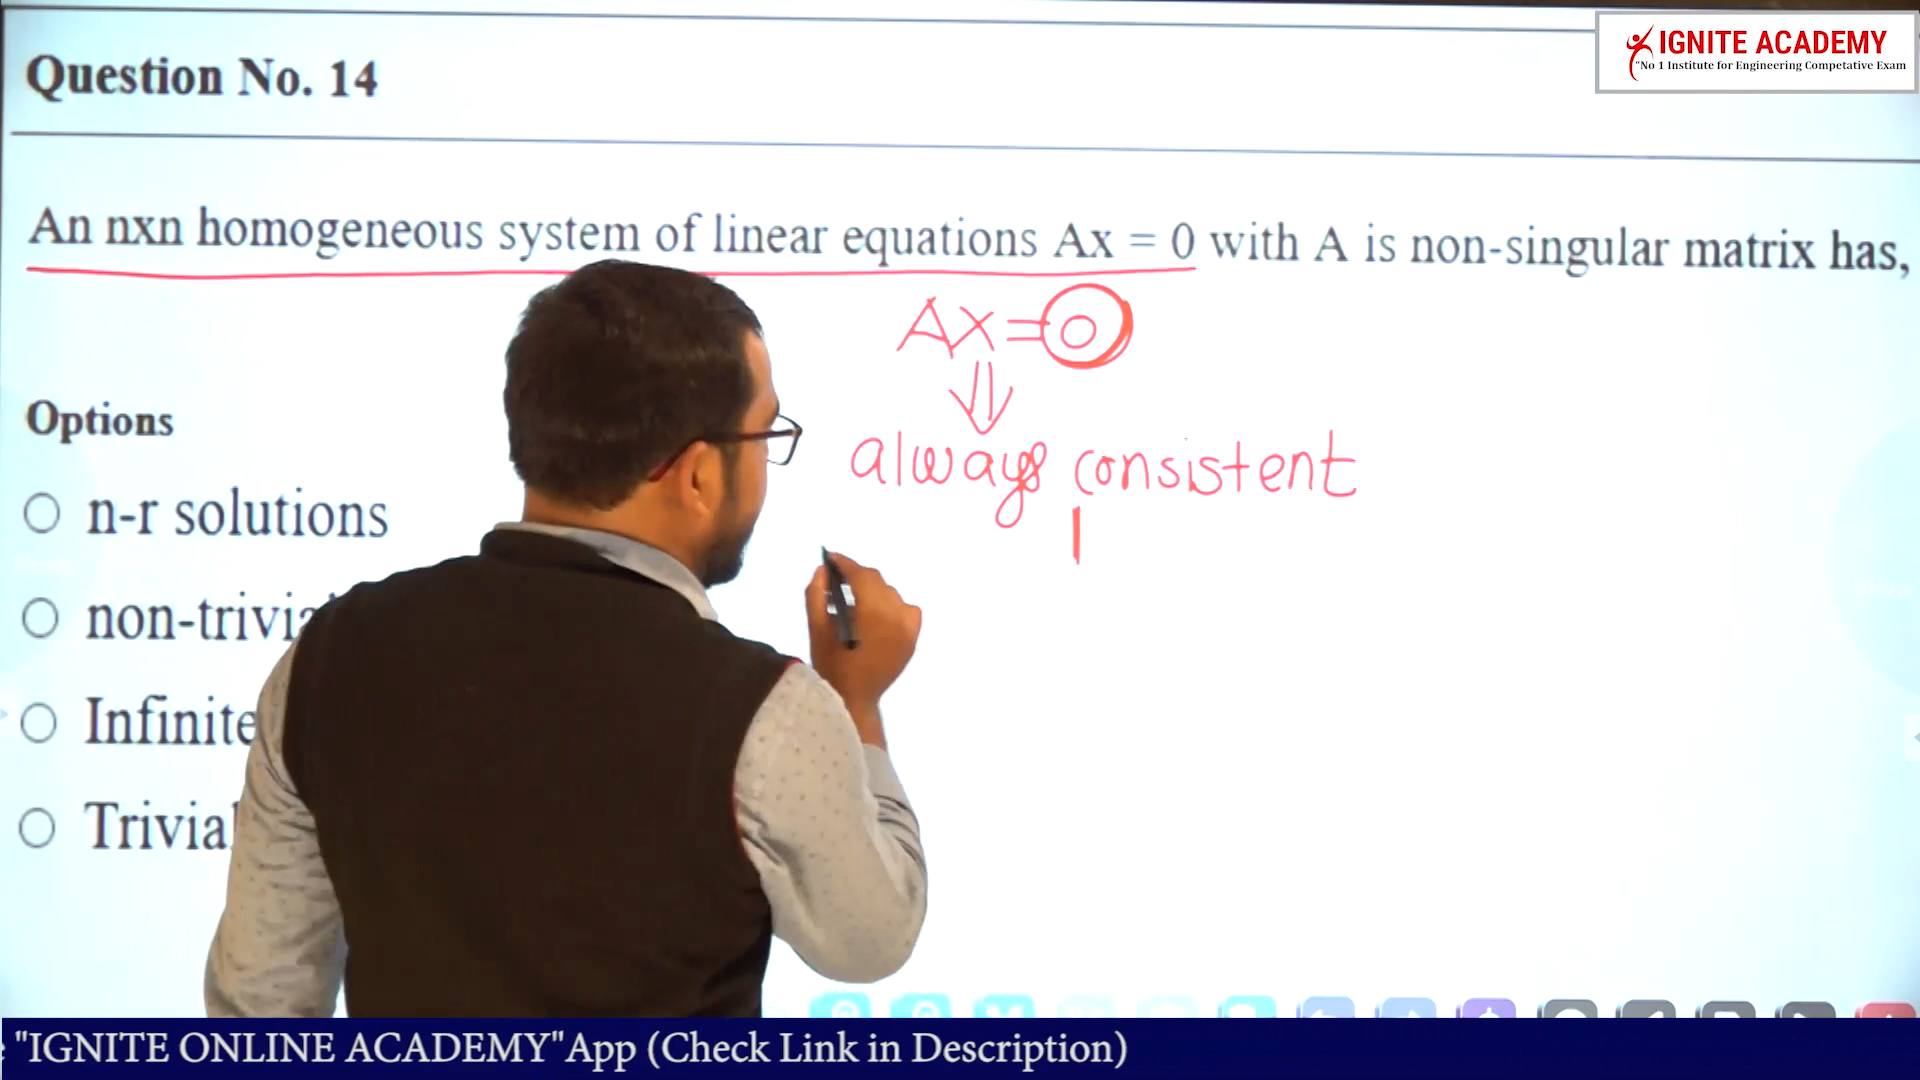 IGNITE ACADEMY
"No 1 Institute for Engineering Competative Exam
Question No. 14
An nxn homogeneous system of linear equations Ax = 0 with A is non-singular matrix has,
Ax=0
always consistent
Options
n-r solutions
non-trivial
Infinite
Trivial
"IGNITE ONLINE ACADEMY"App (Check Link in Description)